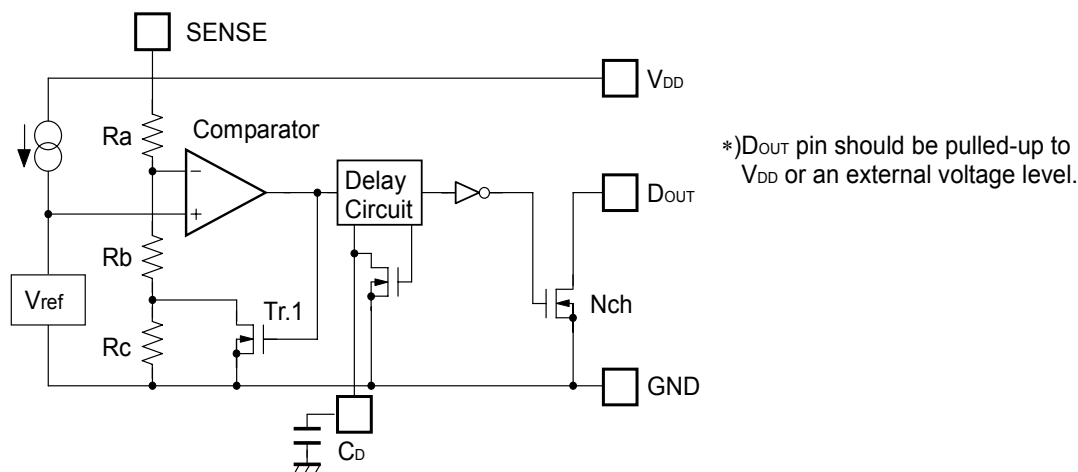 SENSE
VDD
Ra
Comparator
−
+
Delay
Circuit
DOUT
*)DOUT pin should be pulled-up to
VDD or an external voltage level.
Rb
Vref
Tr.1
Nch
Rc
GND
CD